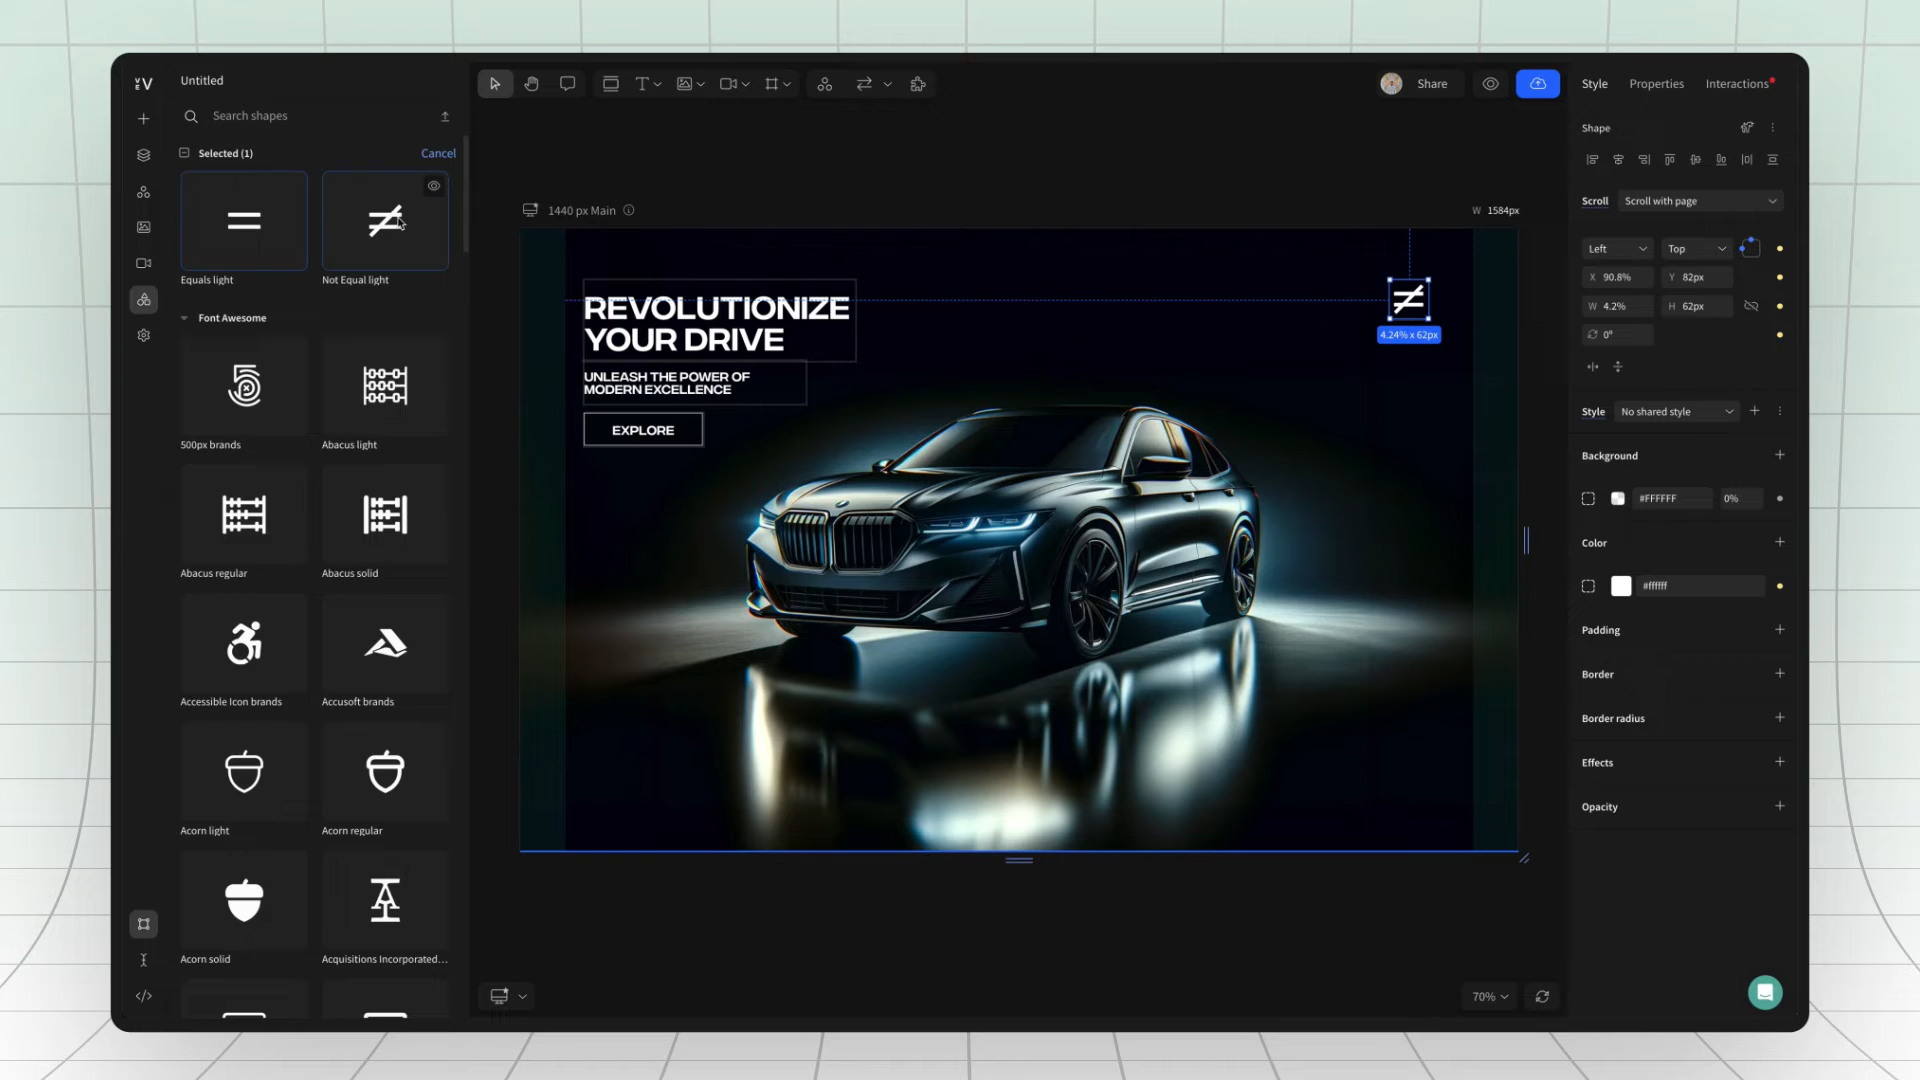 Untitled
Share
Style
Properties
Interactions
Search shapes
Selected (1)
Cancel
Equals light
Not Equal light
Font Awesome
500px brands
Abacus light
Abacus regular
Abacus solid
Accessible Icon brands
Accusoft brands
Acorn light
Acorn regular
Acorn solid
Acquisitions Incorporated...
1440 px Main
W 1584px
REVOLUTIONIZE
YOUR DRIVE
UNLEASH THE POWER OF
MODERN EXCELLENCE
EXPLORE
4.24% x 62px
70%
Shape
Scroll
Scroll with page
Left
Top
X 90.8%
Y 82px
W 4.2%
H 62px
0°
Style
No shared style
Background
#FFFFFF
0%
Color
#ffffff
Padding
Border
Border radius
Effects
Opacity